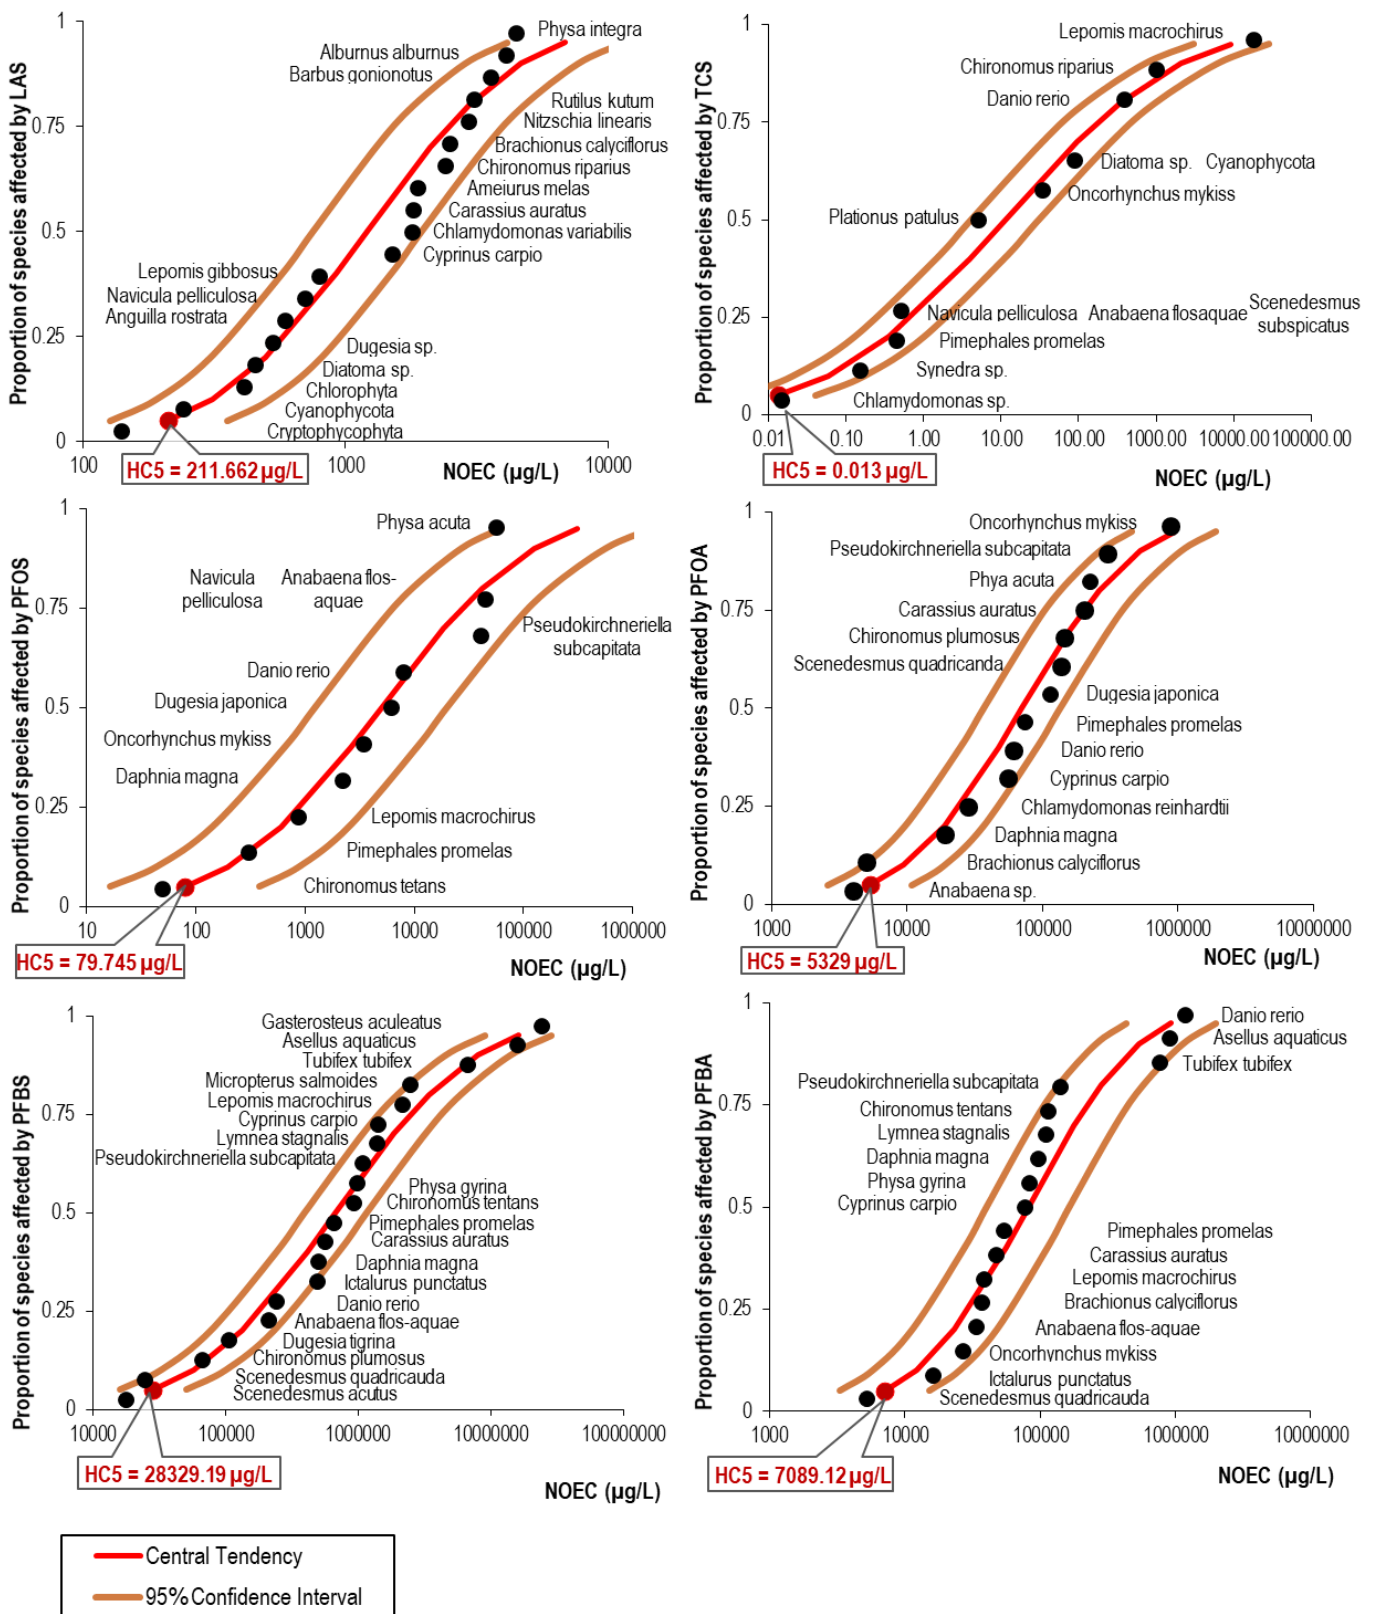 Proportion of species affected by LAS
1
0.75
0.5
0.25
0
Physa integra
Alburnus alburnus
Barbus gonionotus
Rutilus kutum
Nitzschia linearis
Brachionus calyciflorus
Chironomus riparius
Ameiurus melas
Carassius auratus
Chlamydomonas variabilis
Cyprinus carpio
Lepomis gibbosus
Navicula pelliculosa
Anguilla rostrata
Dugesia sp.
Diatoma sp.
Chlorophyta
Cyanophycota
Cryptophycophyta
100 1000 10000
HC5 = 211.662 µg/L
NOEC (µg/L)
Proportion of species affected by TCS
1
0.75
0.5
0.25
0
Lepomis macrochirus
Chironomus riparius
Danio rerio
Diatoma sp. Cyanophycota
Oncorhynchus mykiss
Plationus patulus
Navicula pelliculosa Anabaena flosaquae Scenedesmus
subspicatus
Pimephales promelas
Synedra sp.
Chlamydomonas sp.
0.01 0.10 1.00 10.00 100.00 1000.00 10000.00 100000.00
HC5 = 0.013 µg/L
NOEC (µg/L)
Proportion of species affected by PFOS
1
0.75
0.5
0.25
0
Physa acuta
Navicula
pelliculosa
Anabaena flos-
aquae
Pseudokirchneriella
subcapitata
Danio rerio
Dugesia japonica
Oncorhynchus mykiss
Daphnia magna
Lepomis macrochirus
Pimephales promelas
Chironomus tetans
10 100 1000 10000 100000 1000000
HC5 = 79.745 µg/L
NOEC (µg/L)
Proportion of species affected by PFOA
1
0.75
0.5
0.25
0
Oncorhynchus mykiss
Pseudokirchneriella subcapitata
Phya acuta
Carassius auratus
Chironomus plumosus
Scenedesmus quadricanda
Dugesia japonica
Pimephales promelas
Danio rerio
Cyprinus carpio
Chlamydomonas reinhardtii
Daphnia magna
Brachionus calyciflorus
Anabaena sp.
1000 10000 100000 1000000 10000000
HC5 = 5329 µg/L
NOEC (µg/L)
Proportion of species affected by PFBS
1
0.75
0.5
0.25
0
Gasterosteus aculeatus
Asellus aquaticus
Tubifex tubifex
Micropterus salmoides
Lepomis macrochirus
Cyprinus carpio
Lymnea stagnalis
Pseudokirchneriella subcapitata
Physa gyrina
Chironomus tentans
Pimephales promelas
Carassius auratus
Daphnia magna
Ictalurus punctatus
Danio rerio
Anabaena flos-aquae
Dugesia tigrina
Chironomus plumosus
Scenedesmus quadricauda
Scenedesmus acutus
10000 100000 1000000 10000000 100000000
HC5 = 28329.19 µg/L
NOEC (µg/L)
Proportion of species affected by PFBA
1
0.75
0.5
0.25
0
Danio rerio
Asellus aquaticus
Tubifex tubifex
Pseudokirchneriella subcapitata
Chironomus tentans
Lymnea stagnalis
Daphnia magna
Physa gyrina
Cyprinus carpio
Pimephales promelas
Carassius auratus
Lepomis macrochirus
Brachionus calyciflorus
Anabaena flos-aquae
Oncorhynchus mykiss
Ictalurus punctatus
Scenedesmus quadricauda
1000 10000 100000 1000000 10000000
HC5 = 7089.12 µg/L
NOEC (µg/L)
Central Tendency
95% Confidence Interval